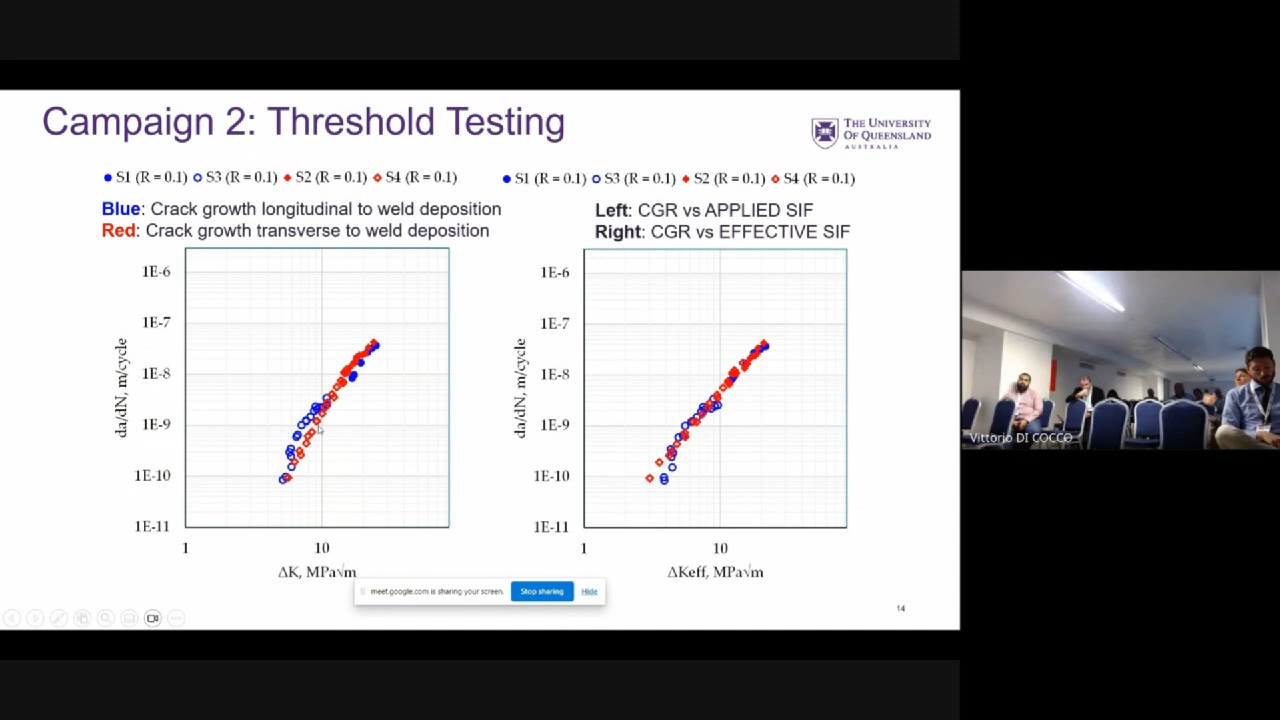 Campaign 2: Threshold Testing
THE UNIVERSITY
OF QUEENSLAND
AUSTRALIA
S1 (R = 0.1) S3 (R = 0.1) S2 (R = 0.1) S4 (R = 0.1)
S1 (R = 0.1) S3 (R = 0.1) S2 (R = 0.1) S4 (R = 0.1)
Blue: Crack growth longitudinal to weld deposition
Red: Crack growth transverse to weld deposition
Left: CGR vs APPLIED SIF
Right: CGR vs EFFECTIVE SIF
da/dN, m/cycle
1E-6
1E-7
1E-8
1E-9
1E-10
1E-11
1 10
ΔK, MPa√m
da/dN, m/cycle
1E-6
1E-7
1E-8
1E-9
1E-10
1E-11
1 10
ΔKeff, MPa√m
meet.google.com is sharing your screen. Stop sharing Hide
14
Vittorio DI COCCO